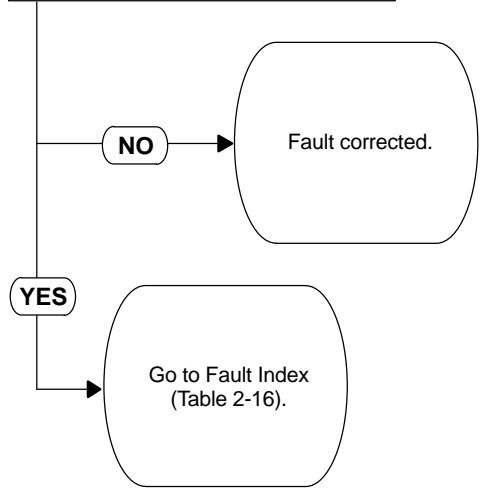 NO
Fault corrected.
YES
Go to Fault Index
(Table 2-16).